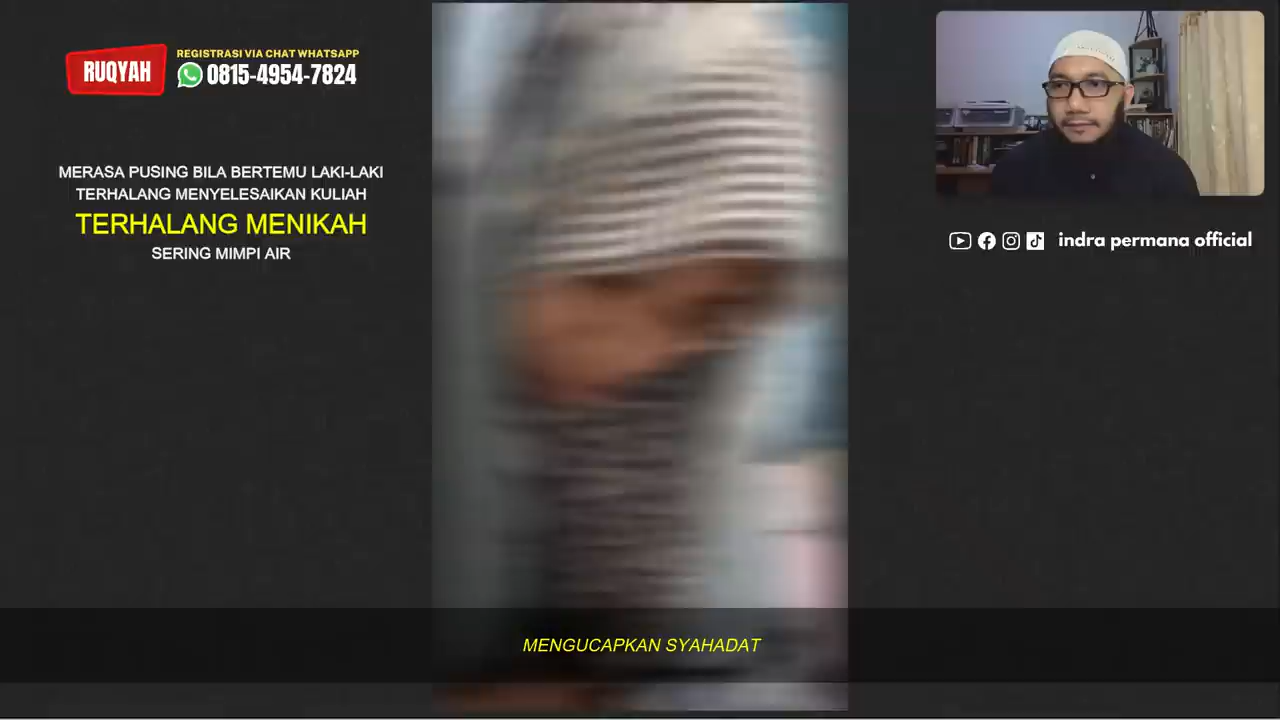 RUQYAH
REGISTRASI VIA CHAT WHATSAPP
0815-4954-7824
MERASA PUSING BILA BERTEMU LAKI-LAKI
TERHALANG MENYELESAIKAN KULIAH
TERHALANG MENIKAH
SERING MIMPI AIR
indra permana official
MENGUCAPKAN SYAHADAT